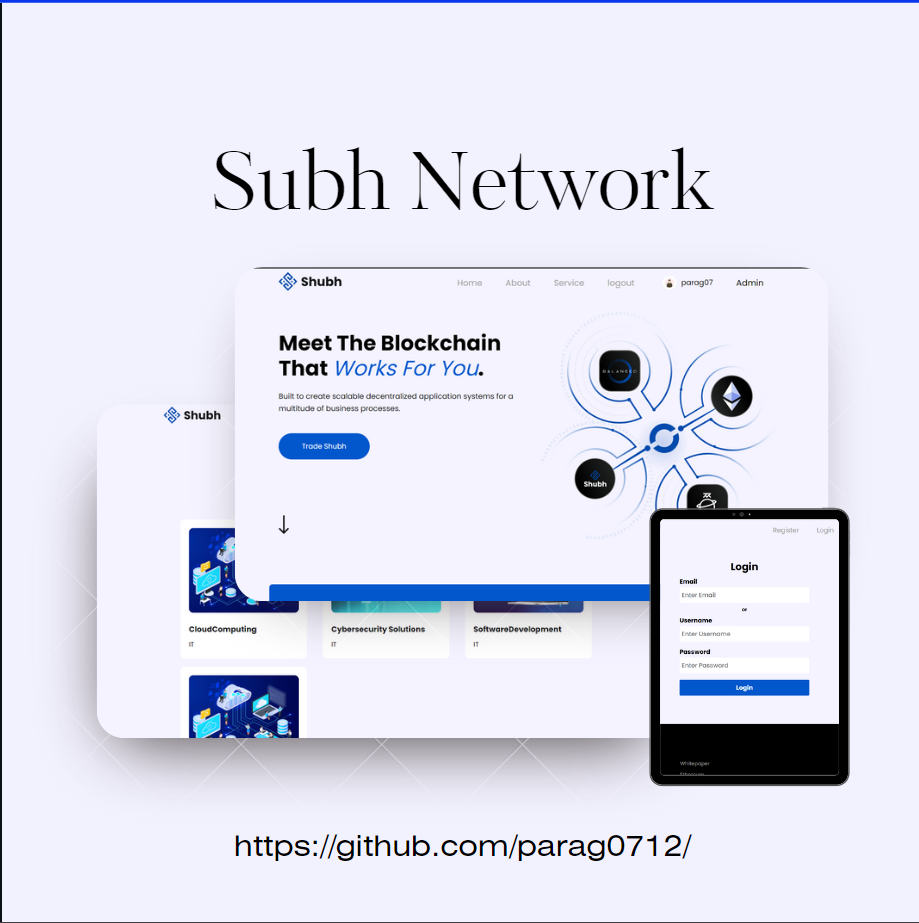 Subh Network
Shubh
Home About Service logout parag07 Admin
Meet The Blockchain
That Works For You.
Built to create scalable decentralized application systems for a
multitude of business processes.
Trade Shubh
BALANCED
Shubh
Shubh
CloudComputing
IT
Cybersecurity Solutions
IT
SoftwareDevelopment
IT
Register Login
Login
Email
Enter Email
or
Username
Enter Username
Password
Enter Password
Login
Whitepaper
Ethereum
https://github.com/parag0712/